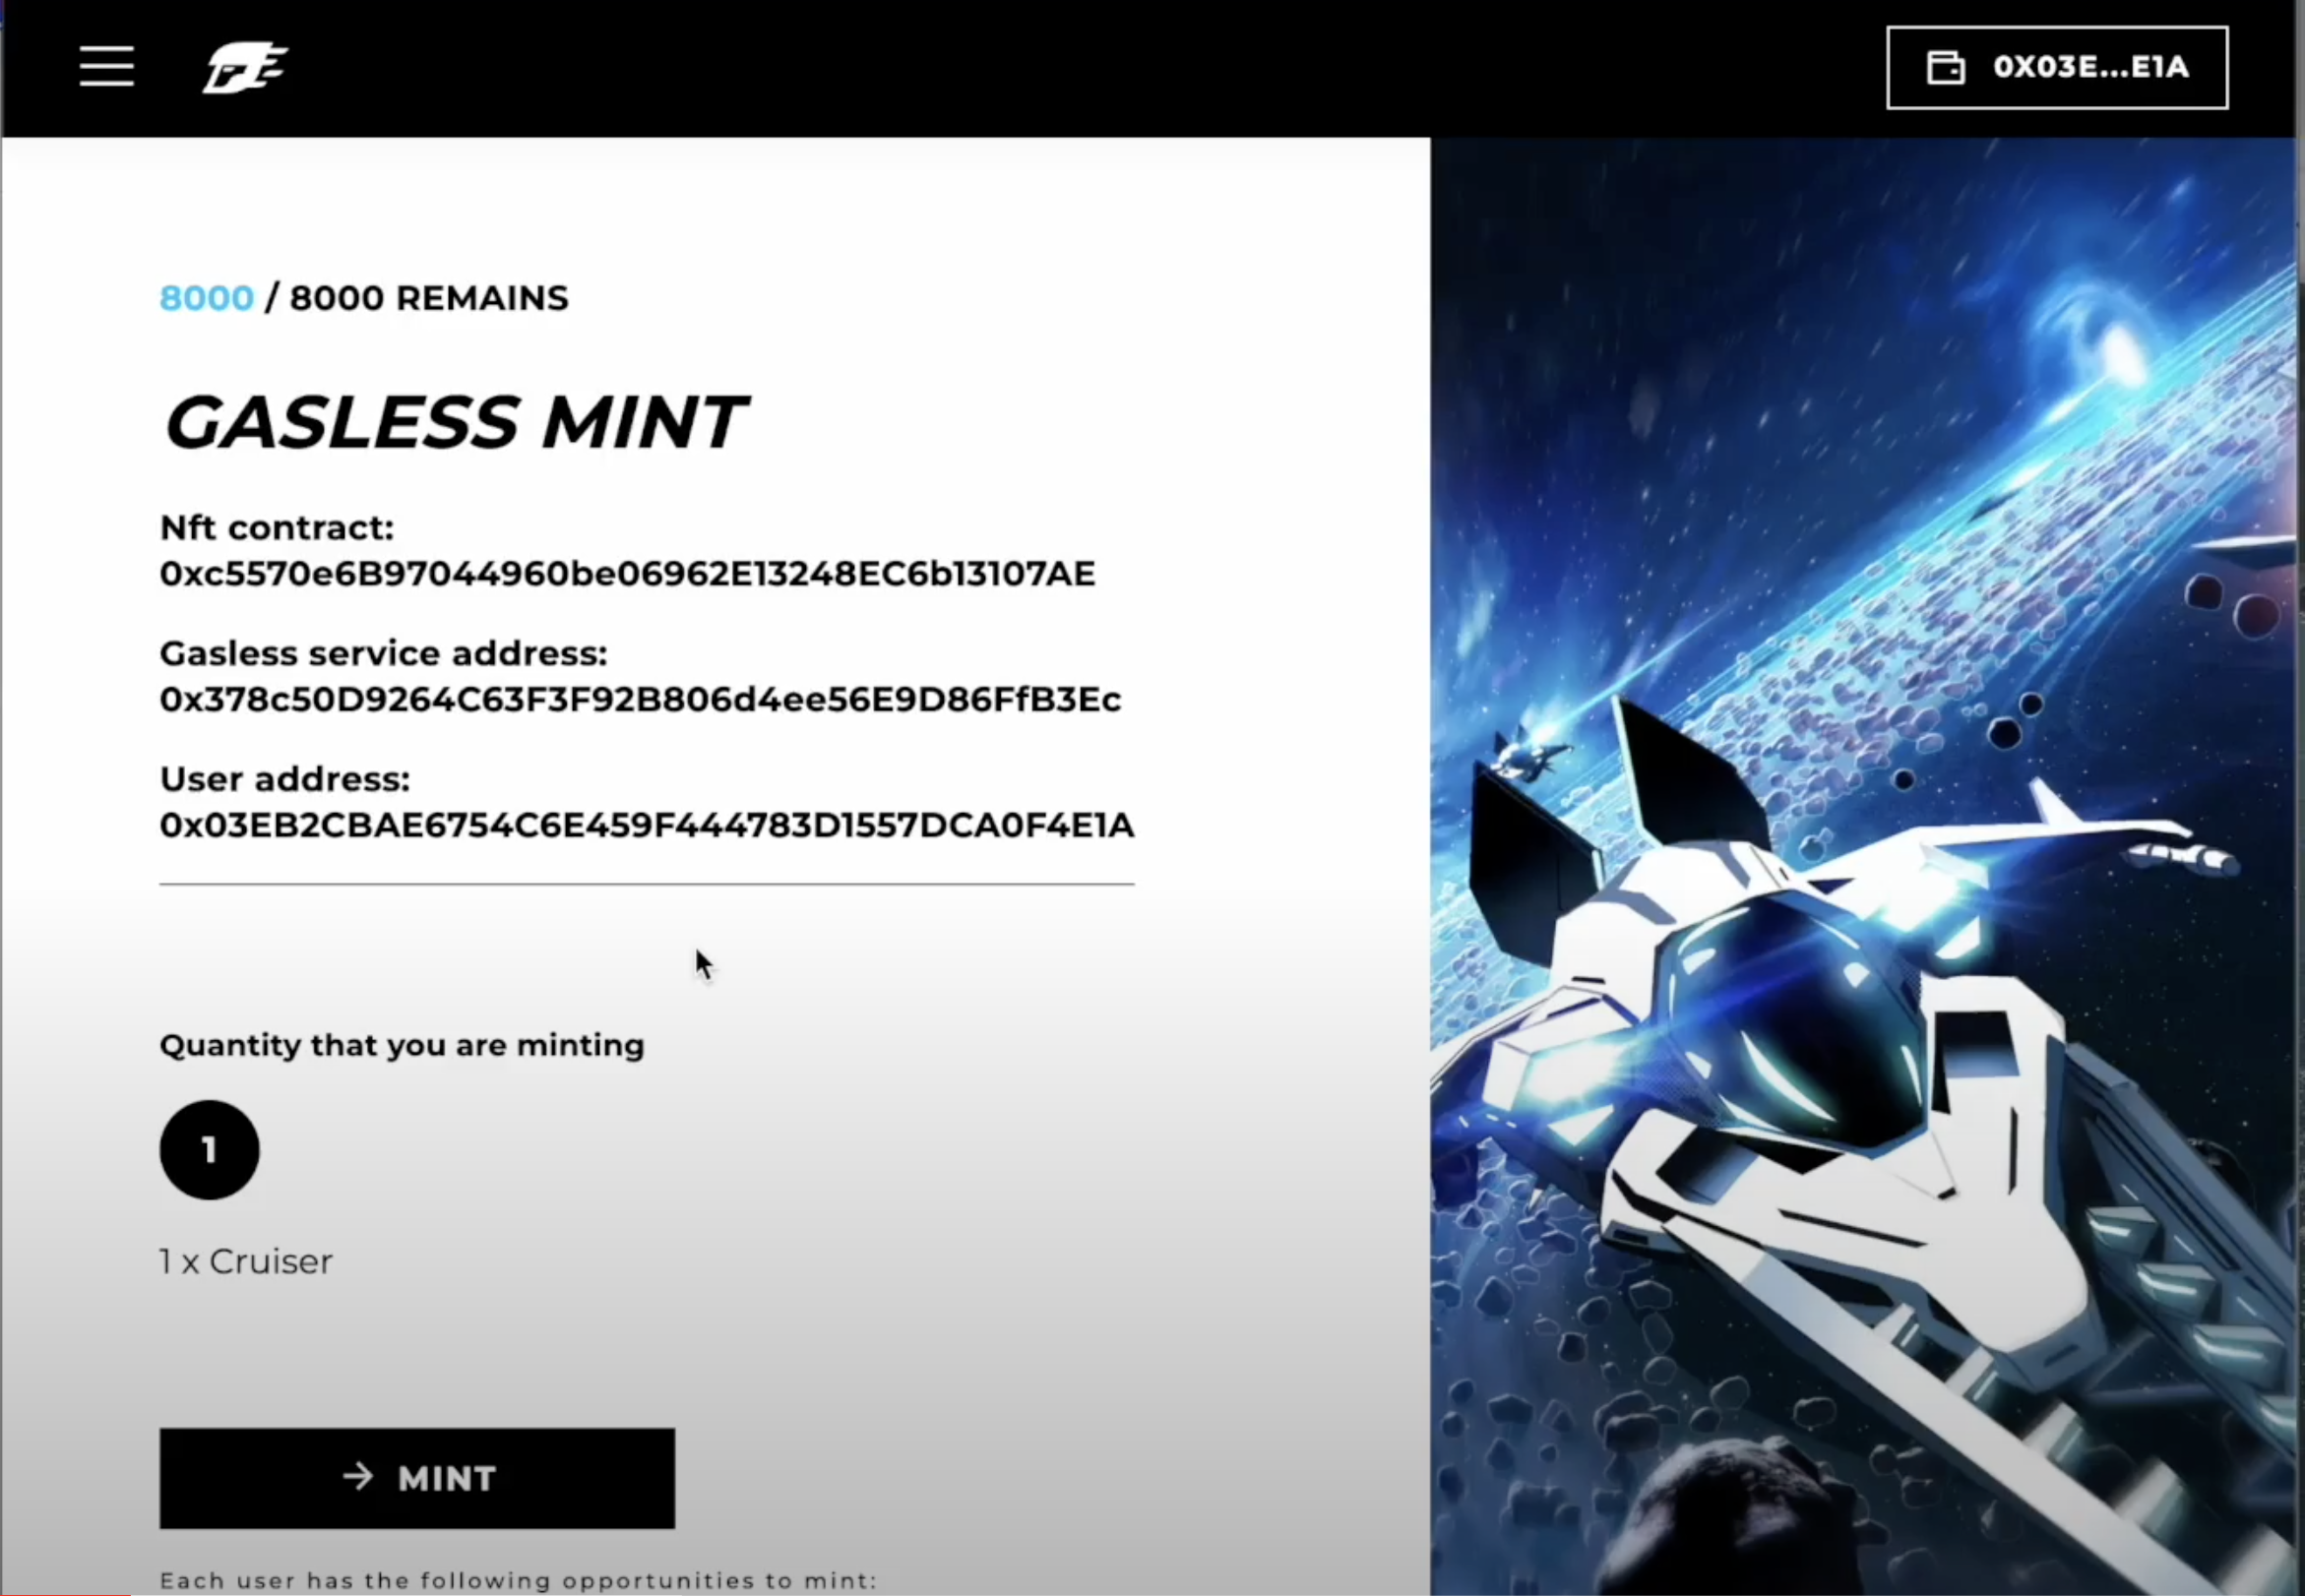 0X03E...E1A
8000 / 8000 REMAINS
GASLESS MINT
Nft contract:
0xc5570e6B97044960be06962E13248EC6b13107AE
Gasless service address:
0x378c50D9264C63F3F92B806d4ee56E9D86FfB3Ec
User address:
0x03EB2CBAE6754C6E459F444783D1557DCA0F4E1A
Quantity that you are minting
1
1 x Cruiser
→ MINT
Each user has the following opportunities to mint: